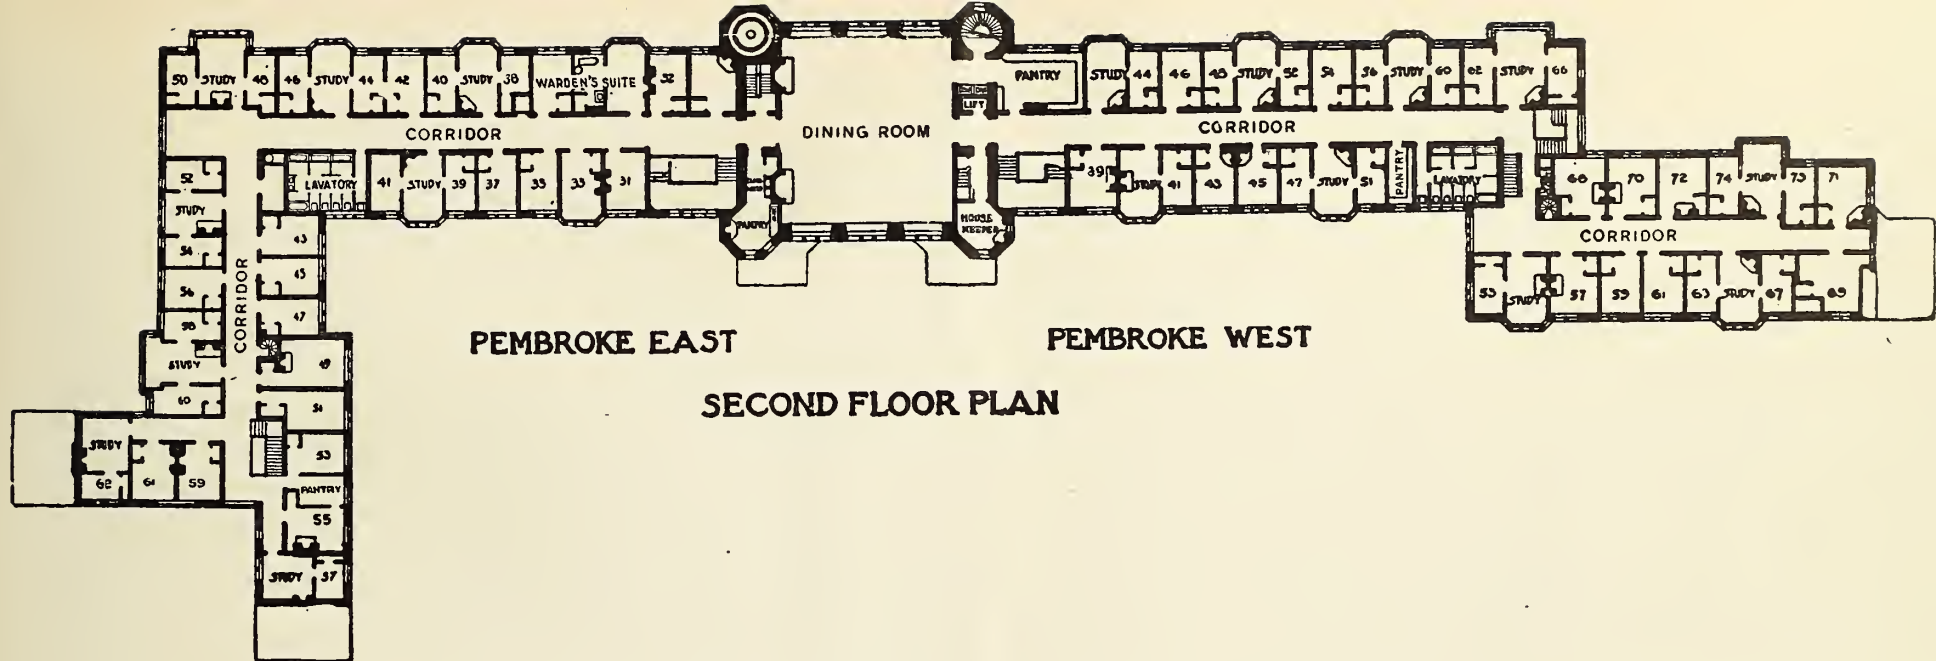 50 STUDY 48 46 STUDY 44 42 40 STUDY 38 WARDEN'S SUITE 32
PANTRY STUDY 44 46 48 STUDY 52 54 56 STUDY 60 62 STUDY 66
LIFT
CORRIDOR
DINING ROOM
CORRIDOR
LAVATORY 41 STUDY 39 37 35 33 31
PANTRY
HOUSE
KEEPER
39 STUDY 41 43 45 47 STUDY 51 PANTRY LAVATORY
68 70 72 74 STUDY 73 71
CORRIDOR
55 STUDY 57 59 61 63 STUDY 67 69
52
STUDY
54
56
58
STUDY
60
CORRIDOR
43
45
47
49
51
53
PANTRY
55
STUDY 57
STUDY
62 61 59
PEMBROKE EAST
PEMBROKE WEST
SECOND FLOOR PLAN